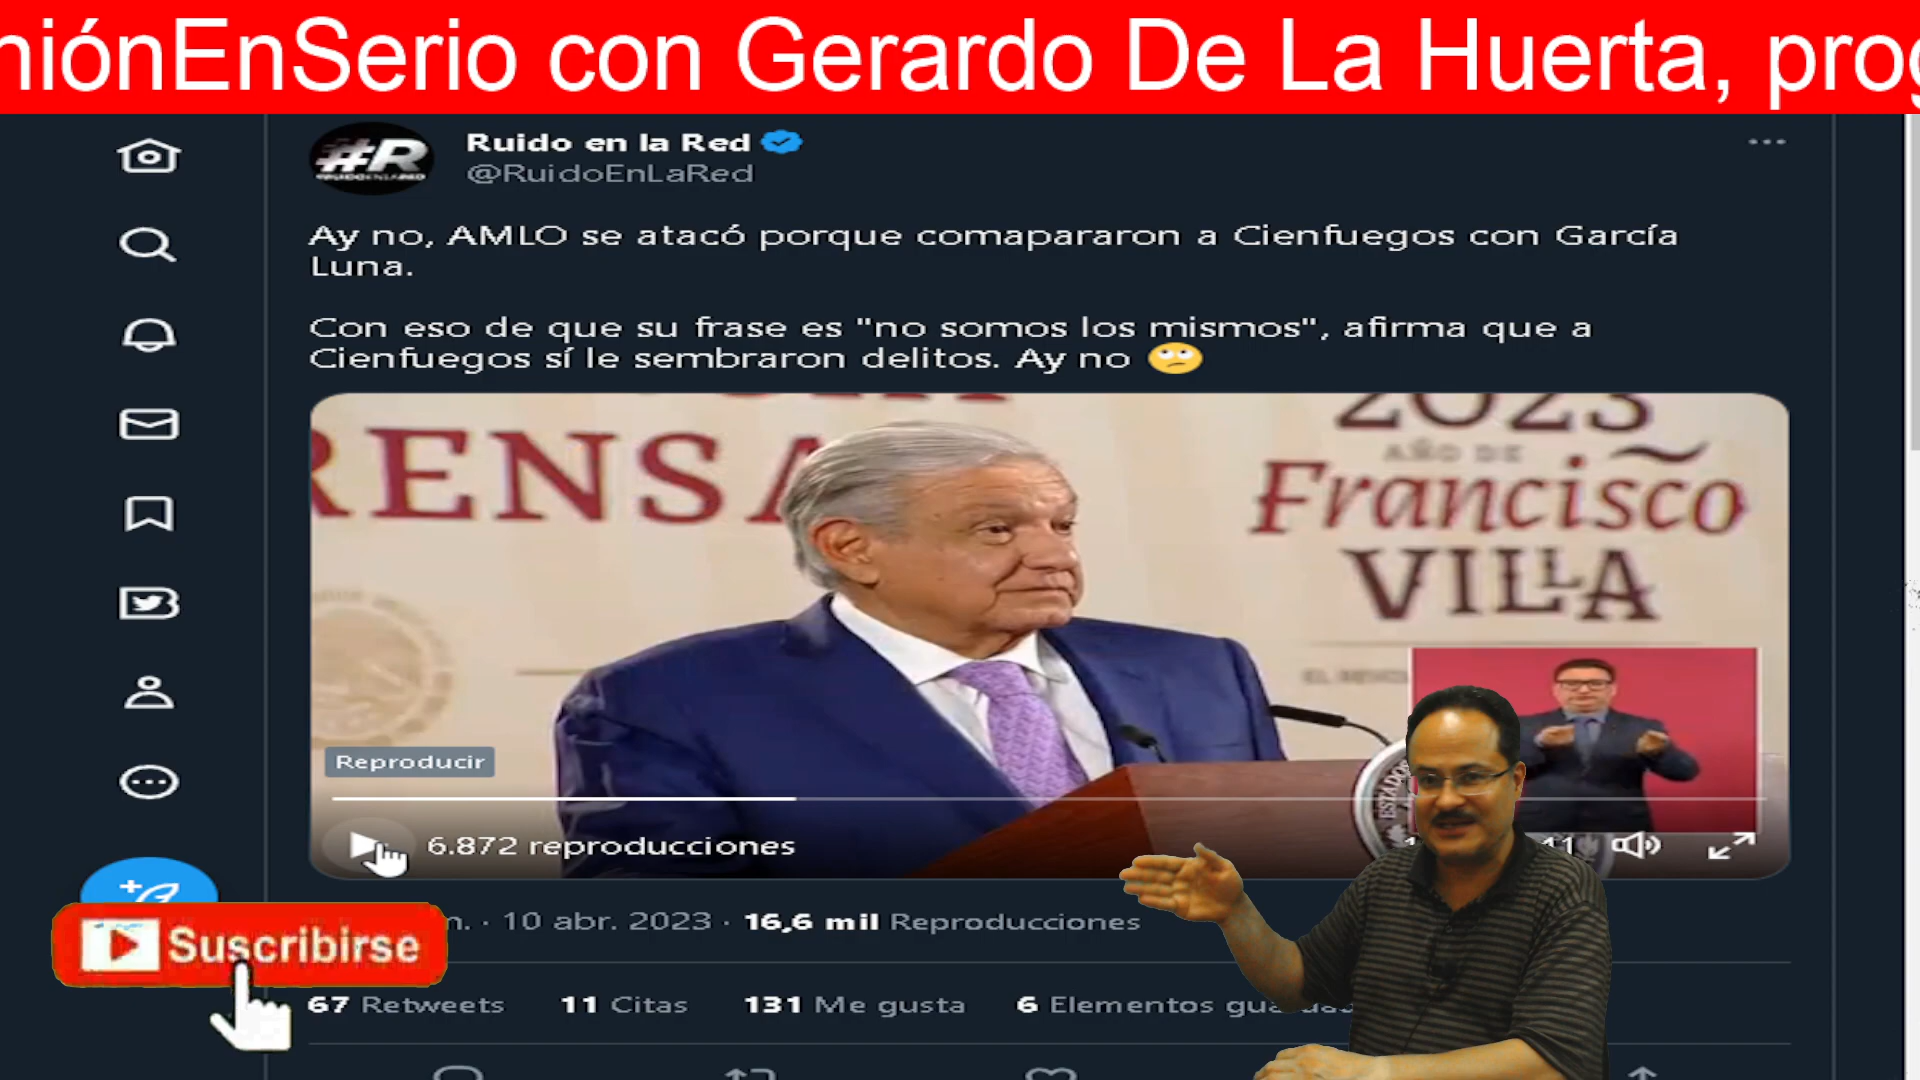 niónEnSerio con Gerardo De La Huerta, prog
#R
Ruido en la Red
@RuidoEnLaRed
Ay no, AMLO se atacó porque comapararon a Cienfuegos con García
Luna.
Con eso de que su frase es "no somos los mismos", afirma que a
Cienfuegos sí le sembraron delitos. Ay no
RENSA
2023
AÑO DE
Francisco
VILLA
ESTADOS
Reproducir
6.872 reproducciones
m. · 10 abr. 2023 · 16,6 mil Reproducciones
Suscribirse
67 Retweets 11 Citas 131 Me gusta 6 Elementos